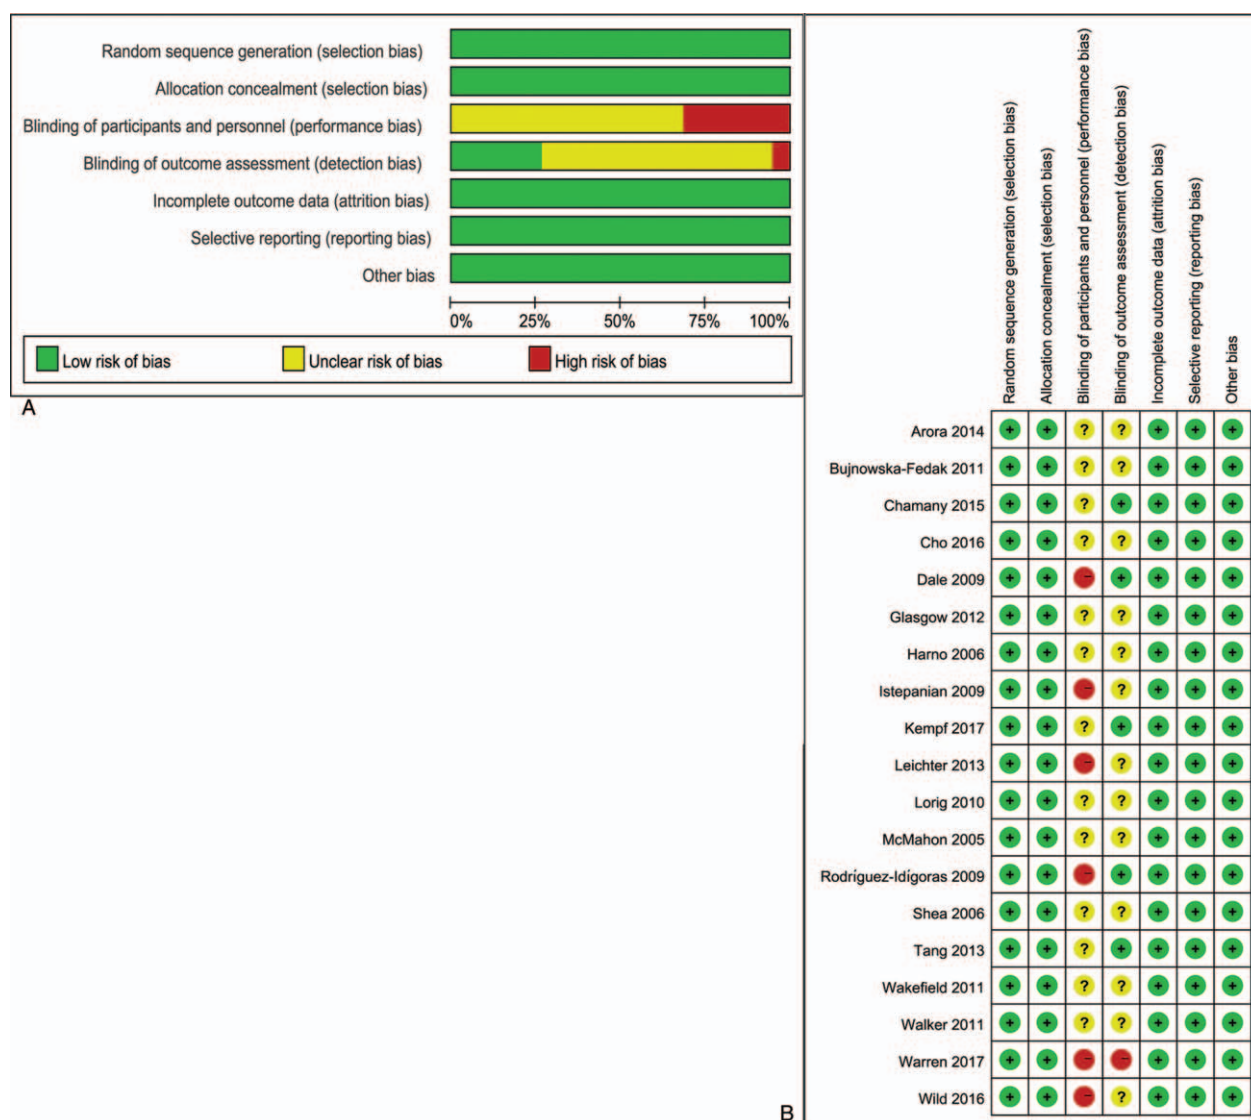 Random sequence generation (selection bias)
Allocation concealment (selection bias)
Blinding of participants and personnel (performance bias)
Blinding of outcome assessment (detection bias)
Incomplete outcome data (attrition bias)
Selective reporting (reporting bias)
Other bias
0% 25% 50% 75% 100%
Low risk of bias Unclear risk of bias High risk of bias
A
Random sequence generation (selection bias)
Allocation concealment (selection bias)
Blinding of participants and personnel (performance bias)
Blinding of outcome assessment (detection bias)
Incomplete outcome data (attrition bias)
Selective reporting (reporting bias)
Other bias
Arora 2014 + + ? ? + + +
Bujnowska-Fedak 2011 + + ? ? + + +
Chamany 2015 + + ? + + + +
Cho 2016 + + ? ? + + +
Dale 2009 + + - + + + +
Glasgow 2012 + + ? ? + + +
Harno 2006 + + ? ? + + +
Istepanian 2009 + + - ? + + +
Kempf 2017 + + ? + + + +
Leichter 2013 + + - ? + + +
Lorig 2010 + + ? ? + + +
McMahon 2005 + + ? ? + + +
Rodríguez-Idígoras 2009 + + - + + + +
Shea 2006 + + ? ? + + +
Tang 2013 + + ? + + + +
Wakefield 2011 + + ? ? + + +
Walker 2011 + + ? ? + + +
Warren 2017 + + - - + + +
Wild 2016 + + - ? + + +
B